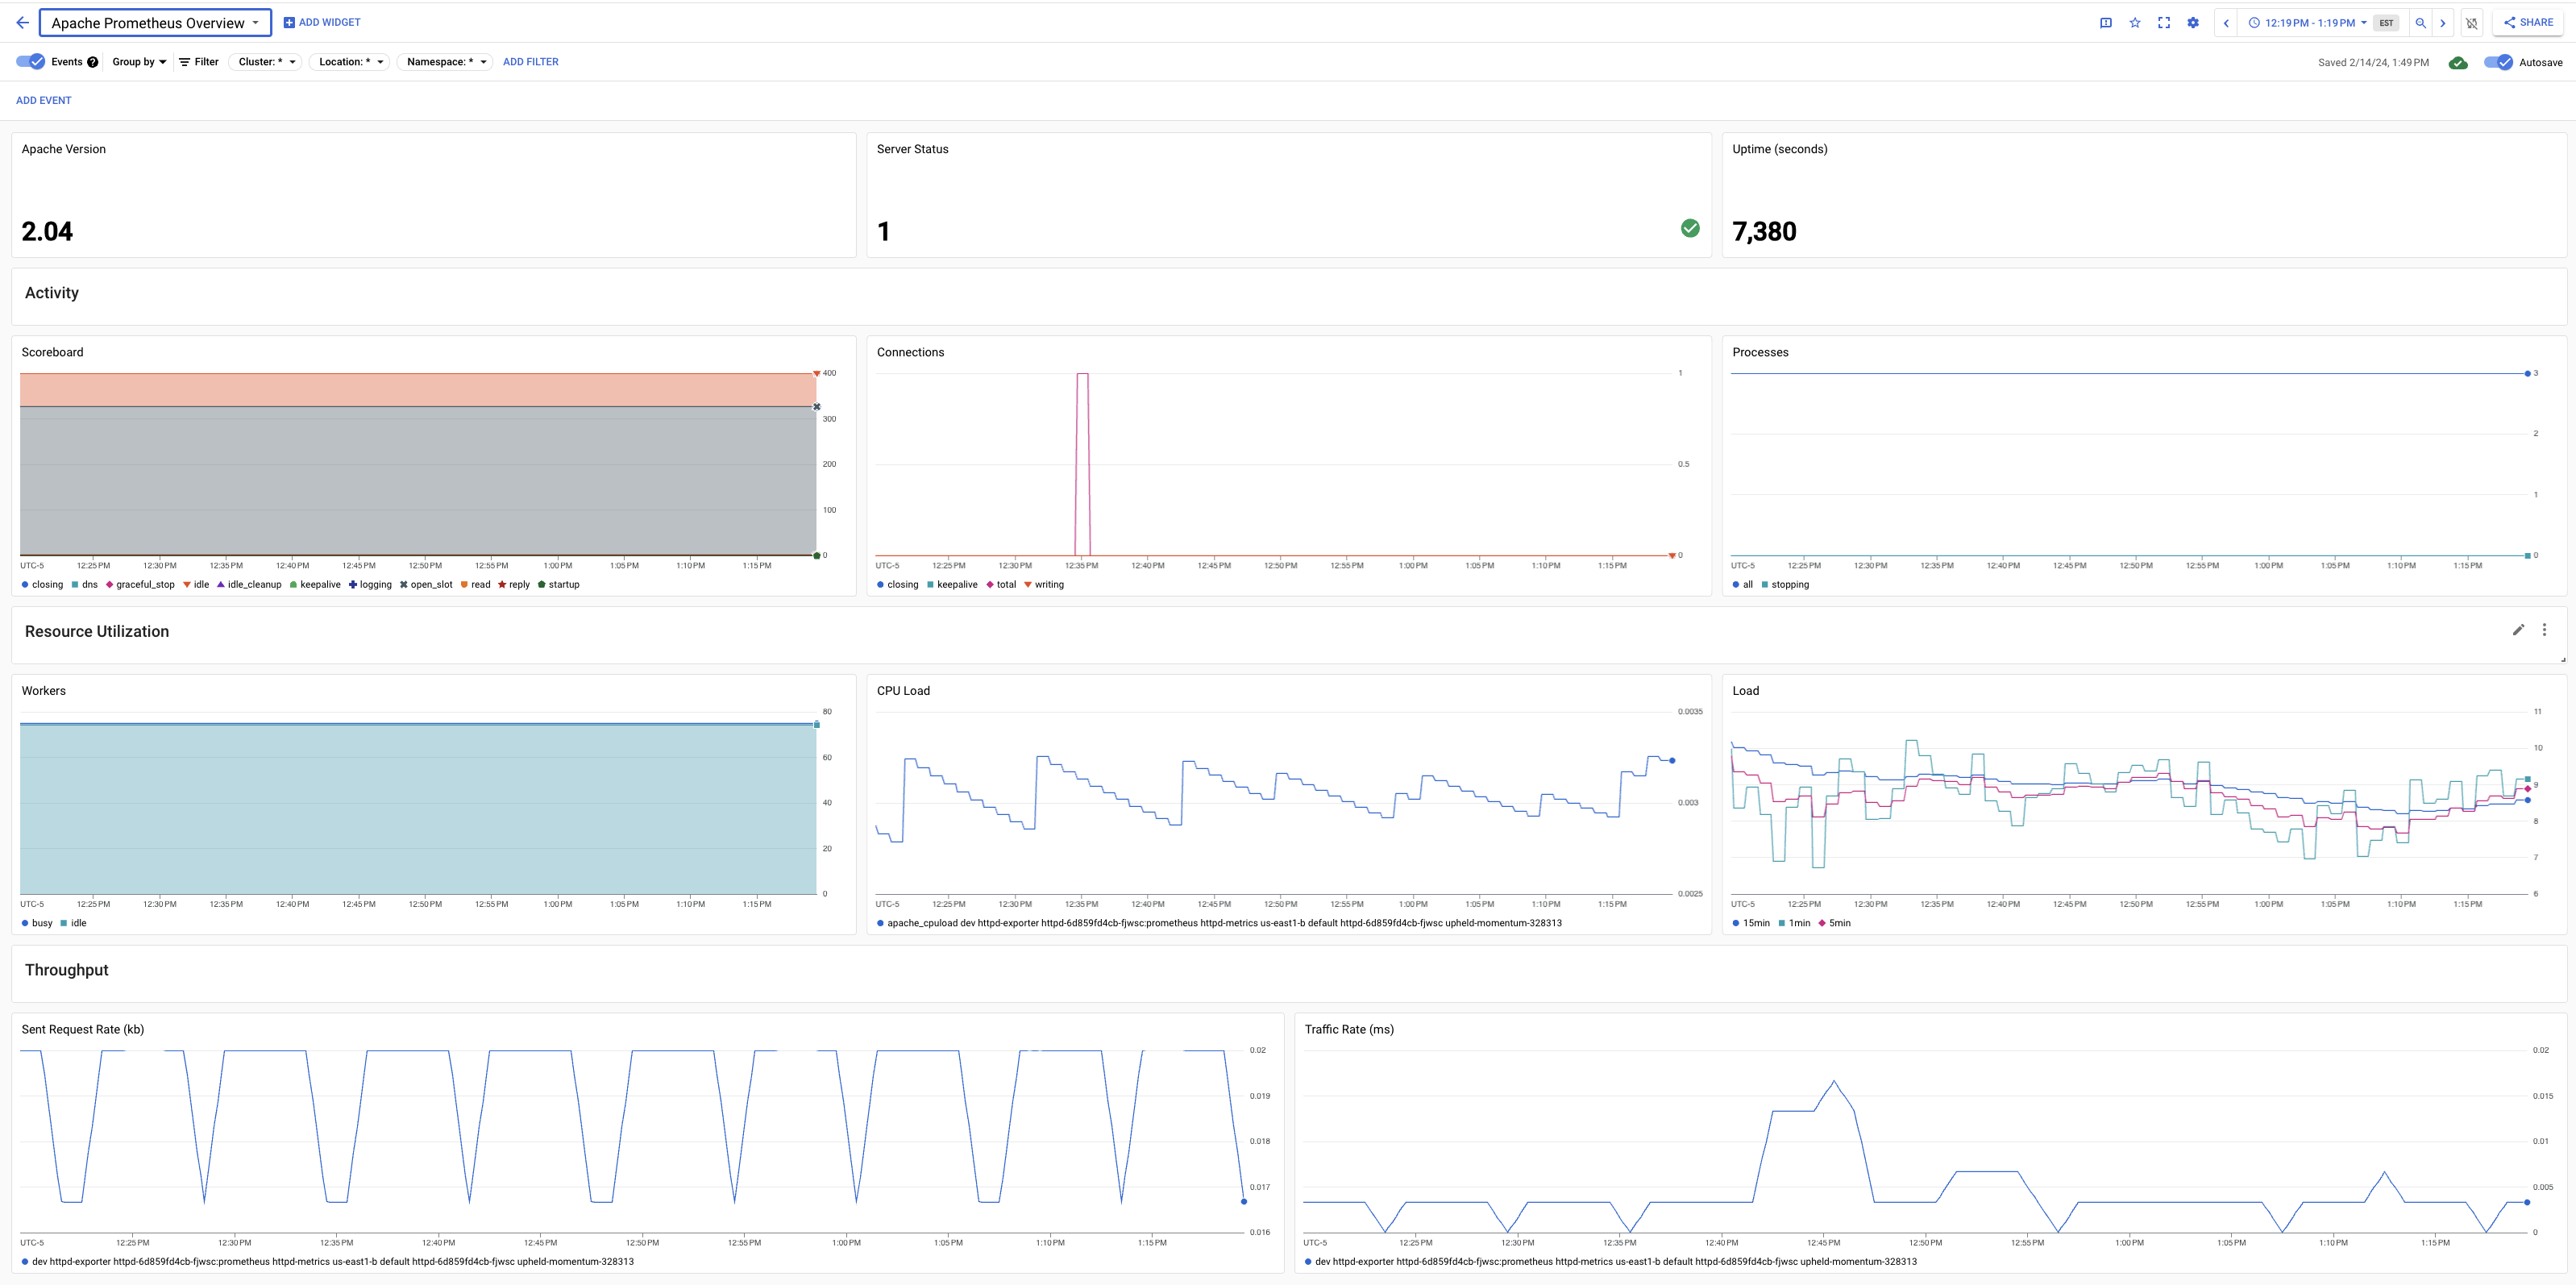 Apache Prometheus Overview ADD WIDGET 12:19 PM - 1:19 PM EST SHARE
Events ? Group by Filter Cluster: * Location: * Namespace: * ADD FILTER Saved 2/14/24, 1:49 PM Autosave
ADD EVENT
Apache Version
2.04
Server Status
1
Uptime (seconds)
7,380
Activity
Scoreboard
400
300
200
100
0
UTC-5 12:25 PM 12:30 PM 12:35 PM 12:40 PM 12:45 PM 12:50 PM 12:55 PM 1:00 PM 1:05 PM 1:10 PM 1:15 PM
closing dns graceful_stop idle idle_cleanup keepalive logging open_slot read reply startup
Connections
1
0.5
0
UTC-5 12:25 PM 12:30 PM 12:35 PM 12:40 PM 12:45 PM 12:50 PM 12:55 PM 1:00 PM 1:05 PM 1:10 PM 1:15 PM
closing keepalive total writing
Processes
3
2
1
0
UTC-5 12:25 PM 12:30 PM 12:35 PM 12:40 PM 12:45 PM 12:50 PM 12:55 PM 1:00 PM 1:05 PM 1:10 PM 1:15 PM
all stopping
Resource Utilization
Workers
80
60
40
20
0
UTC-5 12:25 PM 12:30 PM 12:35 PM 12:40 PM 12:45 PM 12:50 PM 12:55 PM 1:00 PM 1:05 PM 1:10 PM 1:15 PM
busy idle
CPU Load
0.0035
0.003
0.0025
UTC-5 12:25 PM 12:30 PM 12:35 PM 12:40 PM 12:45 PM 12:50 PM 12:55 PM 1:00 PM 1:05 PM 1:10 PM 1:15 PM
apache_cpuload dev httpd-exporter httpd-6d859fd4cb-fjwsc:prometheus httpd-metrics us-east1-b default httpd-6d859fd4cb-fjwsc upheld-momentum-328313
Load
11
10
9
8
7
6
UTC-5 12:25 PM 12:30 PM 12:35 PM 12:40 PM 12:45 PM 12:50 PM 12:55 PM 1:00 PM 1:05 PM 1:10 PM 1:15 PM
15min 1min 5min
Throughput
Sent Request Rate (kb)
0.02
0.019
0.018
0.017
0.016
UTC-5 12:25 PM 12:30 PM 12:35 PM 12:40 PM 12:45 PM 12:50 PM 12:55 PM 1:00 PM 1:05 PM 1:10 PM 1:15 PM
dev httpd-exporter httpd-6d859fd4cb-fjwsc:prometheus httpd-metrics us-east1-b default httpd-6d859fd4cb-fjwsc upheld-momentum-328313
Traffic Rate (ms)
0.02
0.015
0.01
0.005
0
UTC-5 12:25 PM 12:30 PM 12:35 PM 12:40 PM 12:45 PM 12:50 PM 12:55 PM 1:00 PM 1:05 PM 1:10 PM 1:15 PM
dev httpd-exporter httpd-6d859fd4cb-fjwsc:prometheus httpd-metrics us-east1-b default httpd-6d859fd4cb-fjwsc upheld-momentum-328313